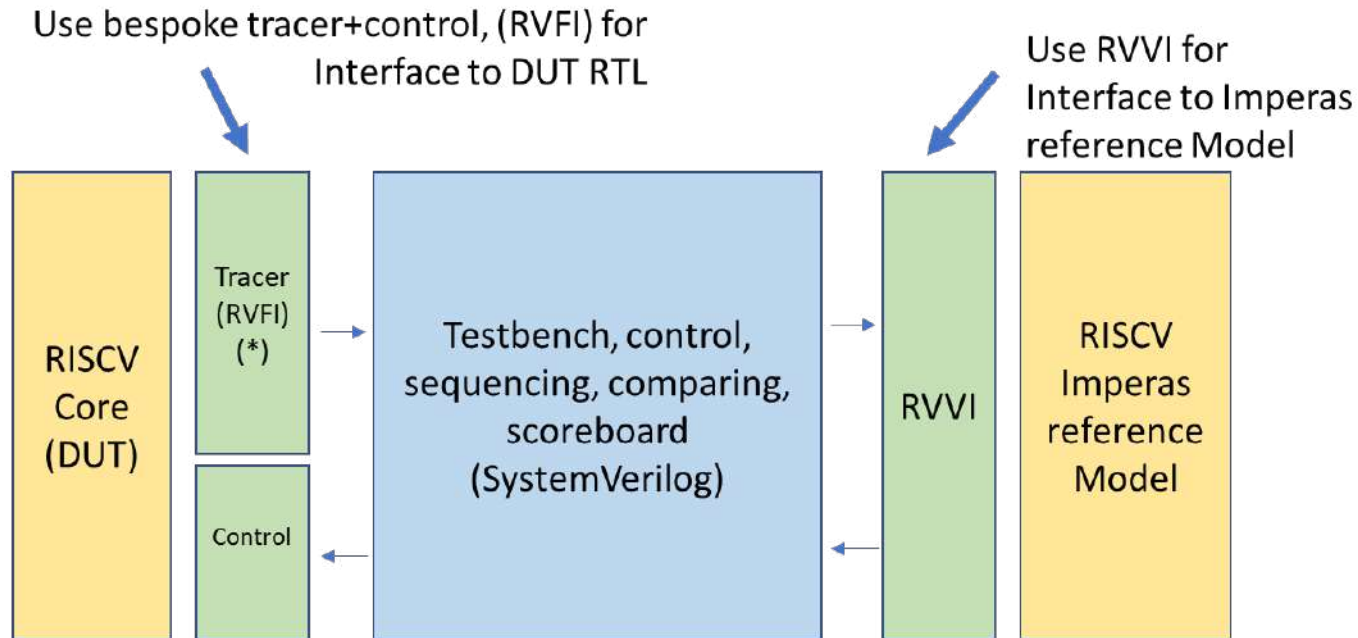 Use bespoke tracer+control, (RVFI) for
Interface to DUT RTL
Use RVVI for
Interface to Imperas
reference Model
RISCV
Core
(DUT)
Tracer
(RVFI)
(*)
Control
Testbench, control,
sequencing, comparing,
scoreboard
(SystemVerilog)
RVVI
RISCV
Imperas
reference
Model